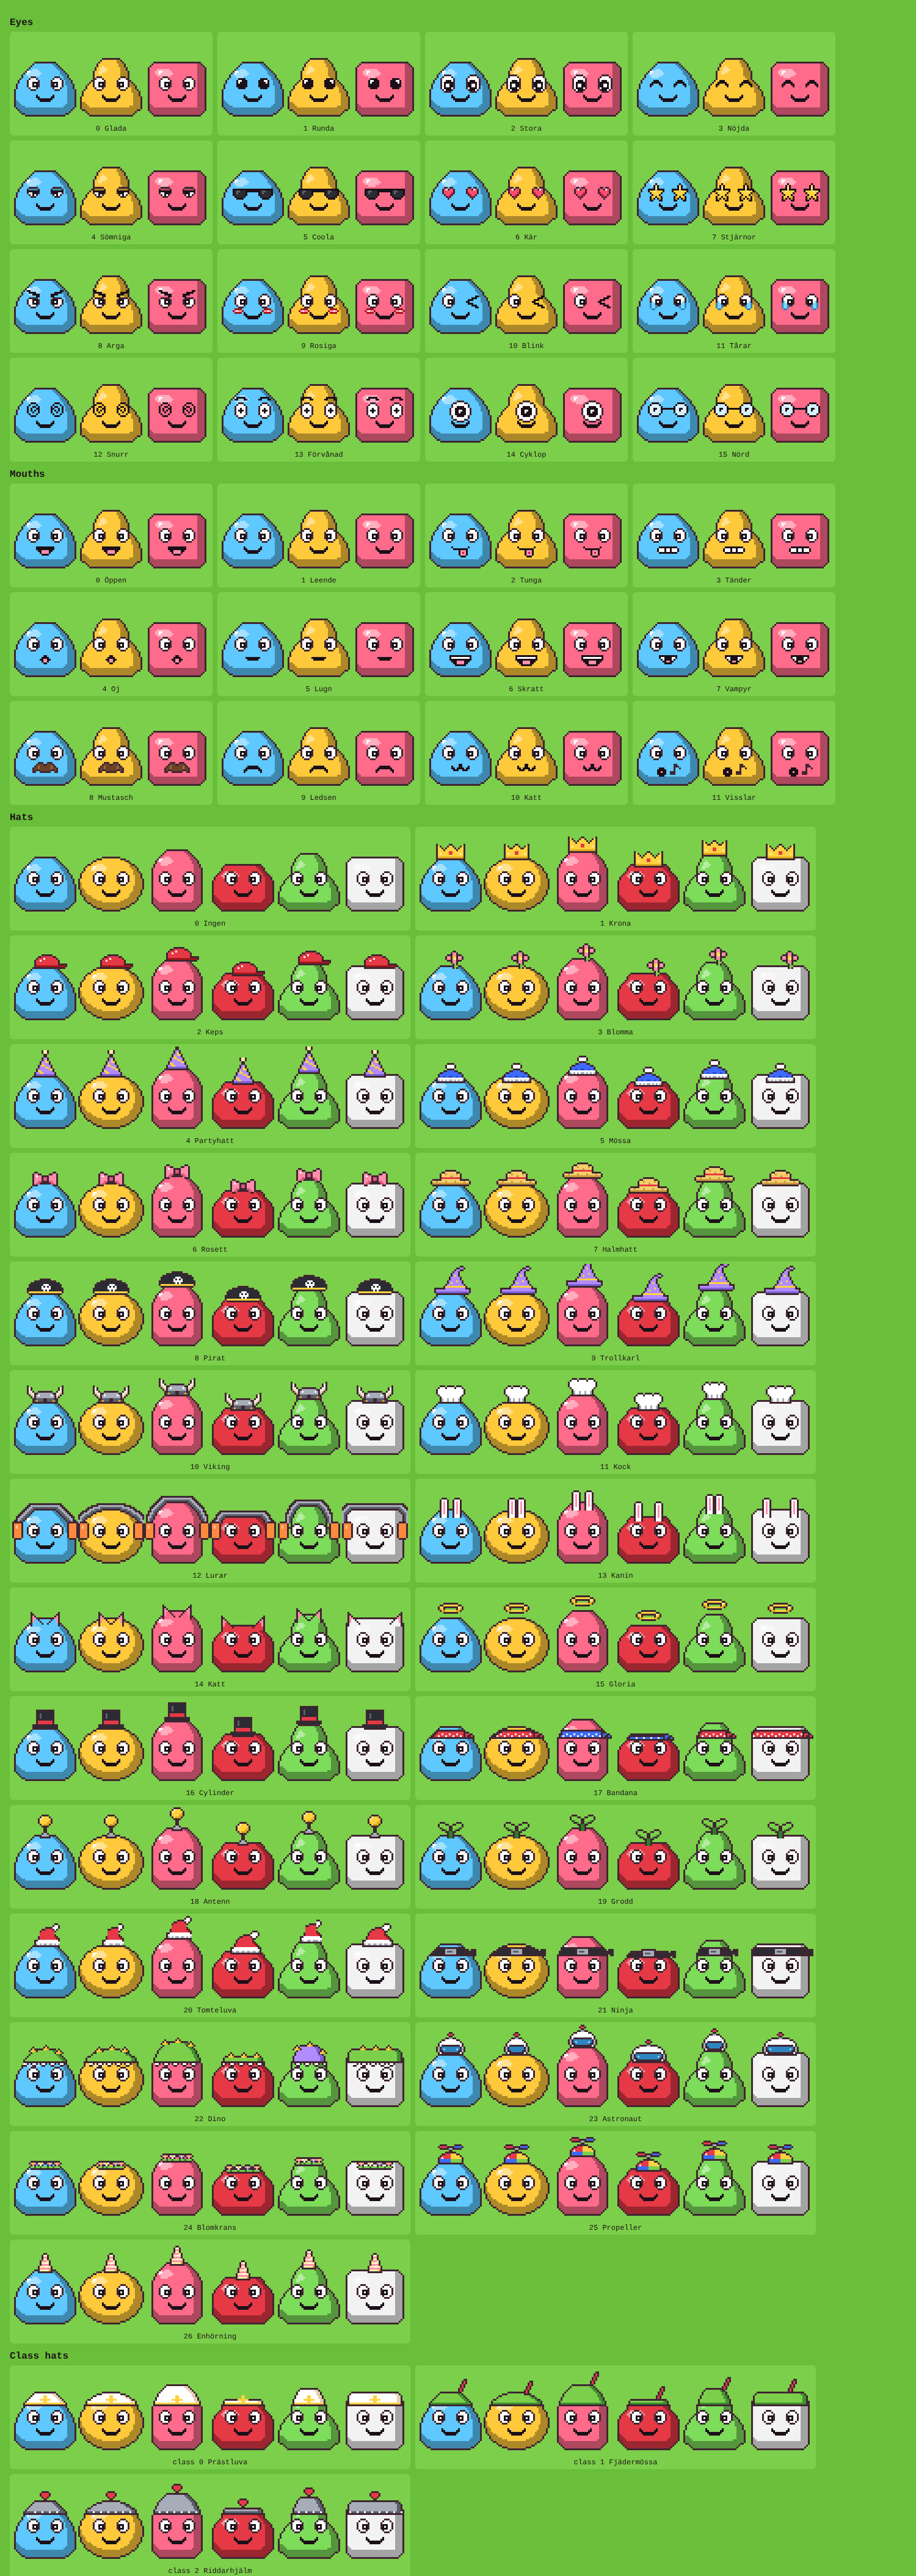 Eyes
0 Glada
1 Runda
2 Stora
3 Nöjda
4 Sömniga
5 Coola
6 Kär
7 Stjärnor
8 Arga
9 Rosiga
10 Blink
11 Tårar
12 Snurr
13 Förvånad
14 Cyklop
15 Nörd
Mouths
0 Öppen
1 Leende
2 Tunga
3 Tänder
4 Oj
5 Lugn
6 Skratt
7 Vampyr
8 Mustasch
9 Ledsen
10 Katt
11 Visslar
Hats
0 Ingen
1 Krona
2 Keps
3 Blomma
4 Partyhatt
5 Mössa
6 Rosett
7 Halmhatt
8 Pirat
9 Trollkarl
10 Viking
11 Kock
12 Lurar
13 Kanin
14 Katt
15 Gloria
16 Cylinder
17 Bandana
18 Antenn
19 Grodd
20 Tomteluva
21 Ninja
22 Dino
23 Astronaut
24 Blomkrans
25 Propeller
26 Enhörning
Class hats
class 0 Prästluva
class 1 Fjädermössa
class 2 Riddarhjälm